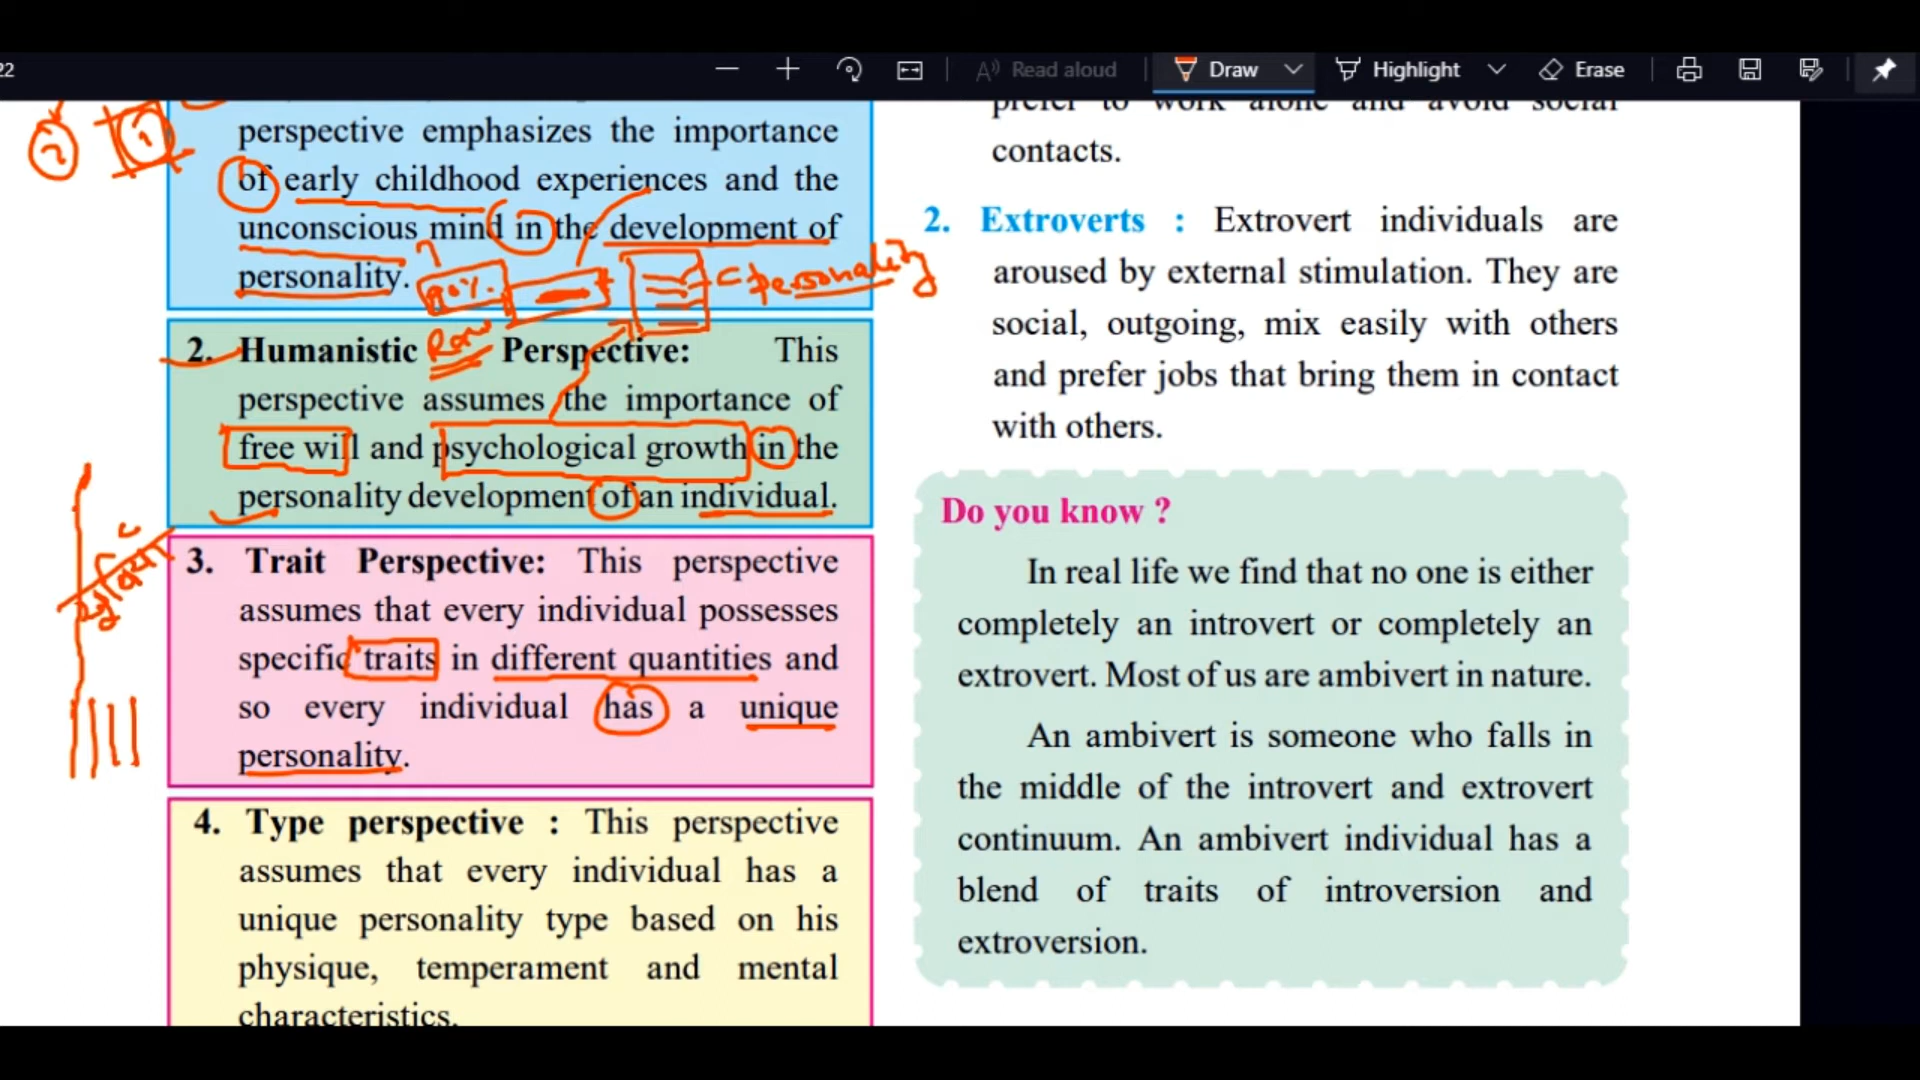 22
Read aloud
Draw
Highlight
Erase
perspective emphasizes the importance
of early childhood experiences and the
unconscious mind in the development of
personality.
90%.
personality
2. Humanistic Perspective: This
perspective assumes the importance of
free will and psychological growth in the
personality development of an individual.
3. Trait Perspective: This perspective
assumes that every individual possesses
specific traits in different quantities and
so every individual has a unique
personality.
4. Type perspective : This perspective
assumes that every individual has a
unique personality type based on his
physique, temperament and mental
characteristics.
prefer to work alone and avoid social
contacts.
2. Extroverts : Extrovert individuals are
aroused by external stimulation. They are
social, outgoing, mix easily with others
and prefer jobs that bring them in contact
with others.
Do you know ?
In real life we find that no one is either
completely an introvert or completely an
extrovert. Most of us are ambivert in nature.
An ambivert is someone who falls in
the middle of the introvert and extrovert
continuum. An ambivert individual has a
blend of traits of introversion and
extroversion.